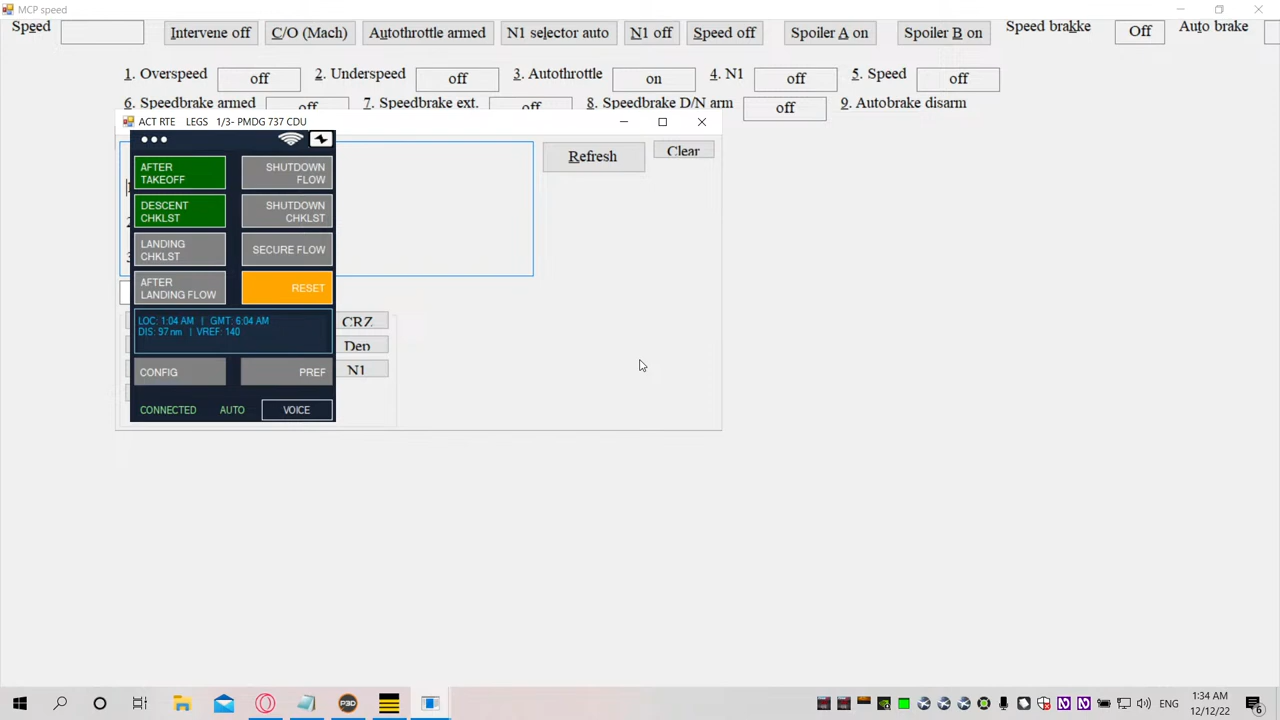 MCP speed
Speed
Intervene off
C/O (Mach)
Autothrottle armed
N1 selector auto
N1 off
Speed off
Spoiler A on
Spoiler B on
Speed brakke
Off
Auto brake
1. Overspeed
off
2. Underspeed
off
3. Autothrottle
on
4. N1
off
5. Speed
off
6. Speedbrake armed
off
7. Speedbrake ext.
off
8. Speedbrake D/N arm
off
9. Autobrake disarm
ACT RTE LEGS 1/3- PMDG 737 CDU
Refresh
Clear
AFTER
TAKEOFF
SHUTDOWN
FLOW
DESCENT
CHKLST
SHUTDOWN
CHKLST
LANDING
CHKLST
SECURE FLOW
AFTER
LANDING FLOW
RESET
LOC: 1:04 AM | GMT: 6:04 AM
DIS: 97 nm | VREF: 140
CONFIG
PREF
CONNECTED
AUTO
VOICE
CRZ
Dep
N1
P3D
ENG
1:34 AM
12/12/22
6